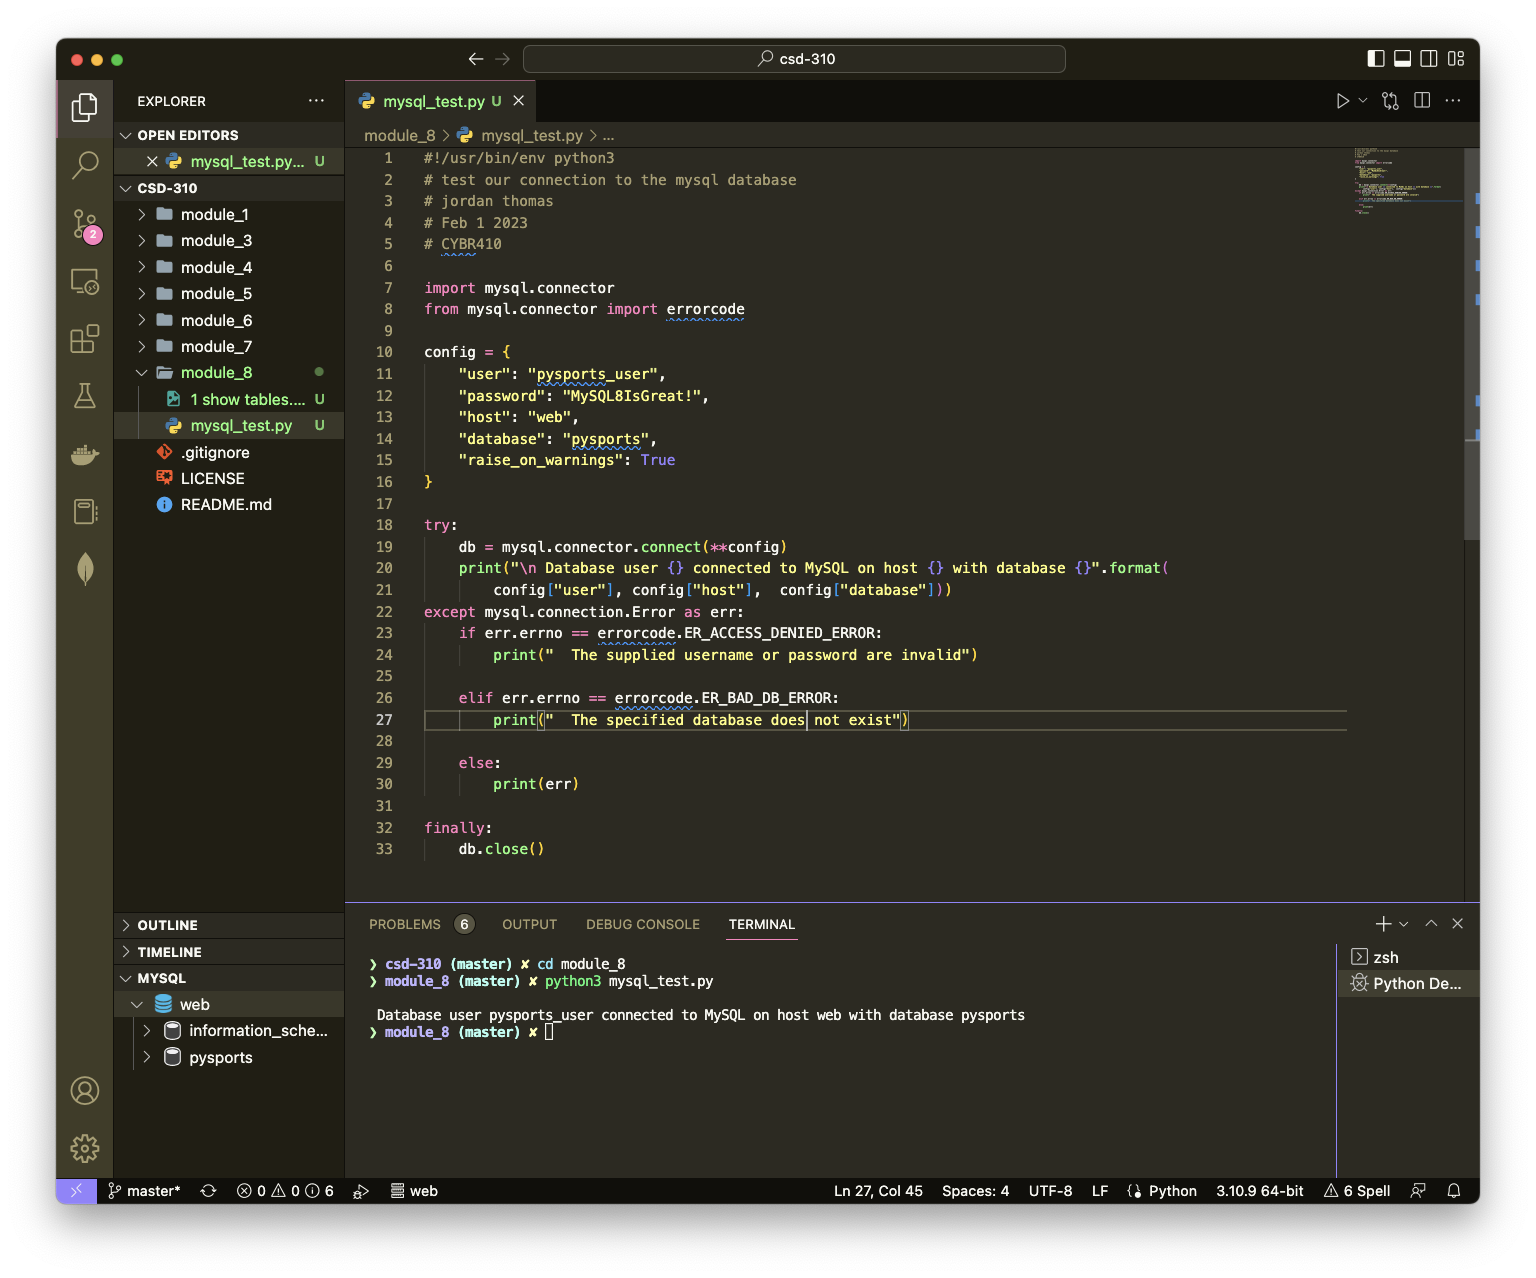 csd-310
EXPLORER
OPEN EDITORS
mysql_test.py... U
CSD-310
module_1
module_3
2
module_4
module_5
module_6
module_7
module_8
1 show tables.... U
mysql_test.py U
.gitignore
LICENSE
README.md
OUTLINE
TIMELINE
MYSQL
web
information_sche...
pysports
mysql_test.py U
module_8 > mysql_test.py > ...
1 #!/usr/bin/env python3
2 # test our connection to the mysql database
3 # jordan thomas
4 # Feb 1 2023
5 # CYBR410
6
7 import mysql.connector
8 from mysql.connector import errorcode
9
10 config = {
11     "user": "pysports_user",
12     "password": "MySQL8IsGreat!",
13     "host": "web",
14     "database": "pysports",
15     "raise_on_warnings": True
16 }
17
18 try:
19     db = mysql.connector.connect(**config)
20     print("\n Database user {} connected to MySQL on host {} with database {}".format(
21         config["user"], config["host"],  config["database"]))
22 except mysql.connection.Error as err:
23     if err.errno == errorcode.ER_ACCESS_DENIED_ERROR:
24         print("  The supplied username or password are invalid")
25
26     elif err.errno == errorcode.ER_BAD_DB_ERROR:
27         print("  The specified database does not exist")
28
29     else:
30         print(err)
31
32 finally:
33     db.close()
PROBLEMS 6 OUTPUT DEBUG CONSOLE TERMINAL
❯ csd-310 (master) ✘ cd module_8
❯ module_8 (master) ✘ python3 mysql_test.py
Database user pysports_user connected to MySQL on host web with database pysports
❯ module_8 (master) ✘
zsh
Python De...
master* 0 0 6 web Ln 27, Col 45 Spaces: 4 UTF-8 LF Python 3.10.9 64-bit 6 Spell